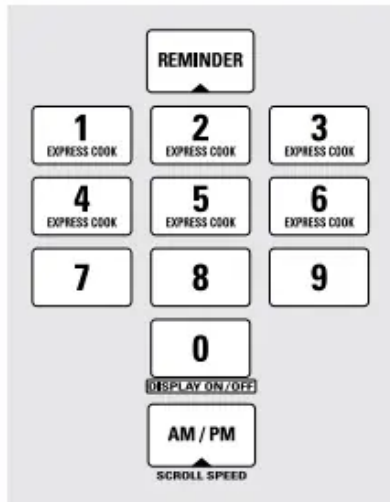 REMINDER
1 2 3
EXPRESS COOK EXPRESS COOK EXPRESS COOK
4 5 6
EXPRESS COOK EXPRESS COOK EXPRESS COOK
7 8 9
0
DISPLAY ON/OFF
AM / PM
SCROLL SPEED